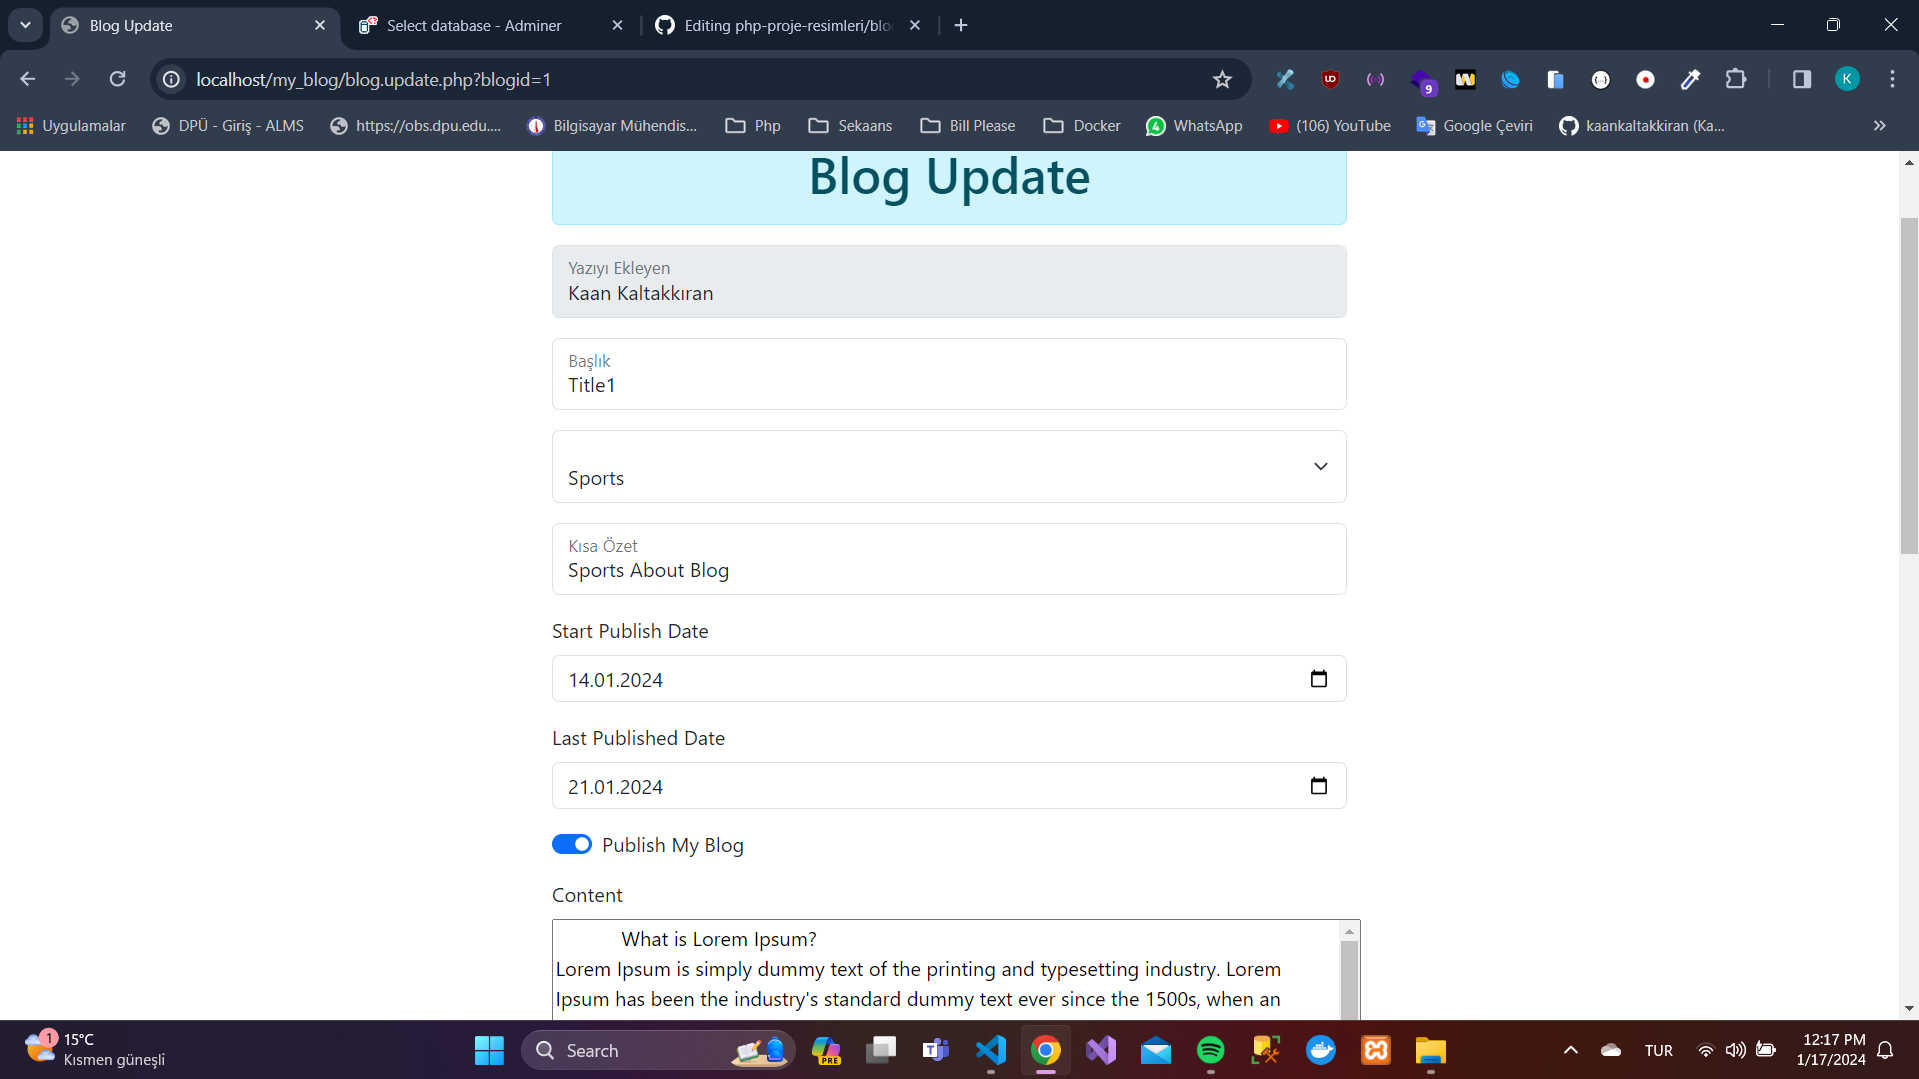 Blog Update
Select database - Adminer
Editing php-proje-resimleri/blo
localhost/my_blog/blog.update.php?blogid=1
9
K
Uygulamalar
DPÜ - Giriş - ALMS
https://obs.dpu.edu....
Bilgisayar Mühendis...
Php
Sekaans
Bill Please
Docker
4
WhatsApp
(106) YouTube
Google Çeviri
kaankaltakkiran (Ka...
Blog Update
Yazıyı Ekleyen
Kaan Kaltakkıran
Başlık
Title1
Sports
Kısa Özet
Sports About Blog
Start Publish Date
14.01.2024
Last Published Date
21.01.2024
Publish My Blog
Content
What is Lorem Ipsum?
Lorem Ipsum is simply dummy text of the printing and typesetting industry. Lorem
Ipsum has been the industry's standard dummy text ever since the 1500s, when an
1
15°C
Kısmen güneşli
Search
PRE
TUR
12:17 PM
1/17/2024